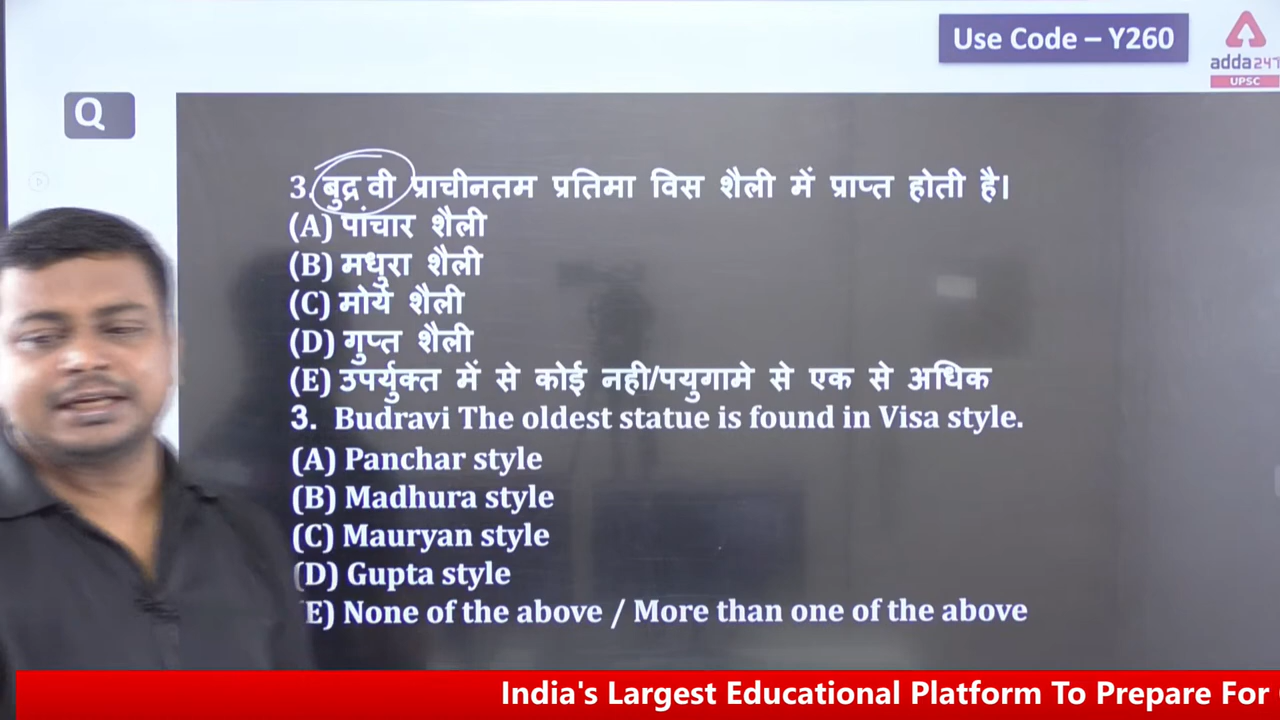 Use Code – Y260
adda247
UPSC
Q
3. बुद्र वी प्राचीनतम प्रतिमा विस शैली में प्राप्त होती है।
(A) पांचार शैली
(B) मधुरा शैली
(C) मोर्ये शैली
(D) गुप्त शैली
(E) उपर्युक्त में से कोई नही/पयुगामे से एक से अधिक
3. Budravi The oldest statue is found in Visa style.
(A) Panchar style
(B) Madhura style
(C) Mauryan style
(D) Gupta style
E) None of the above / More than one of the above
India's Largest Educational Platform To Prepare For